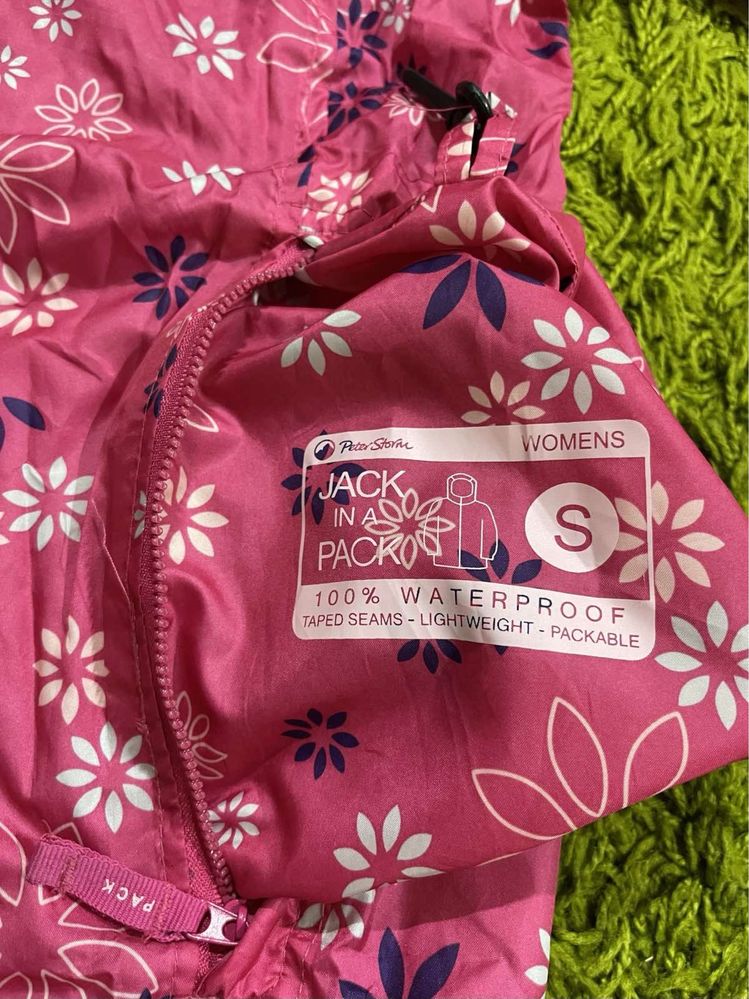 Peter Storm WOMENS
JACK
IN A
PACK
S
100% WATERPROOF
TAPED SEAMS - LIGHTWEIGHT - PACKABLE
PACK